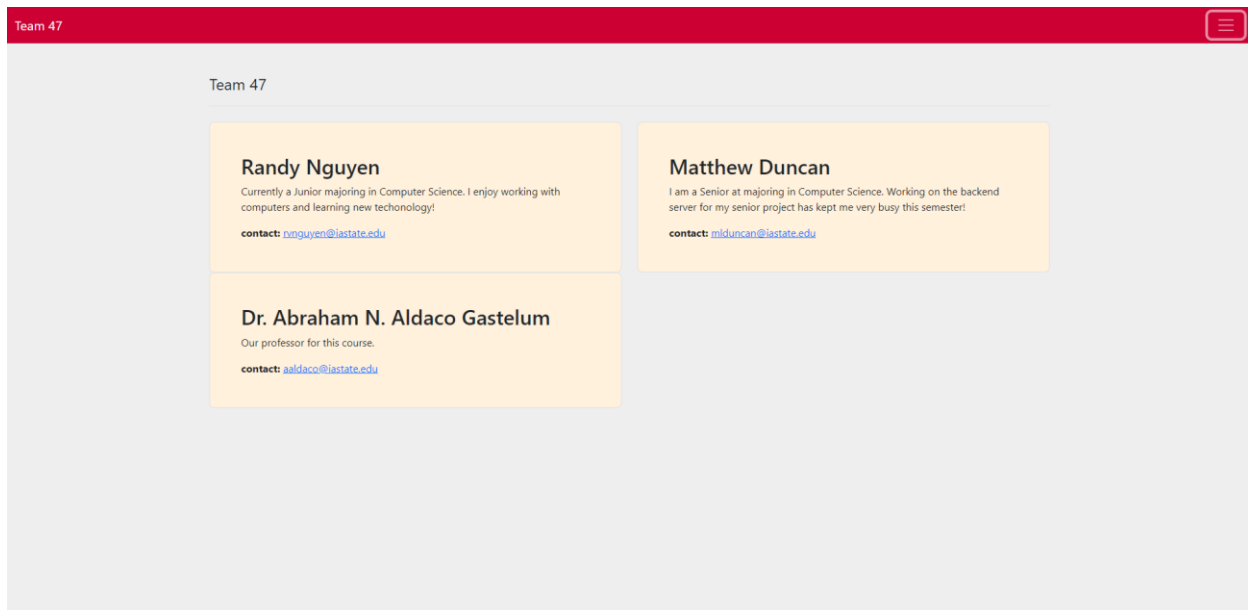 Team 47
Team 47
Randy Nguyen
Currently a Junior majoring in Computer Science. I enjoy working with
computers and learning new techonology!
contact: rvnguyen@iastate.edu
Matthew Duncan
I am a Senior at majoring in Computer Science. Working on the backend
server for my senior project has kept me very busy this semester!
contact: mlduncan@iastate.edu
Dr. Abraham N. Aldaco Gastelum
Our professor for this course.
contact: aaldaco@iastate.edu